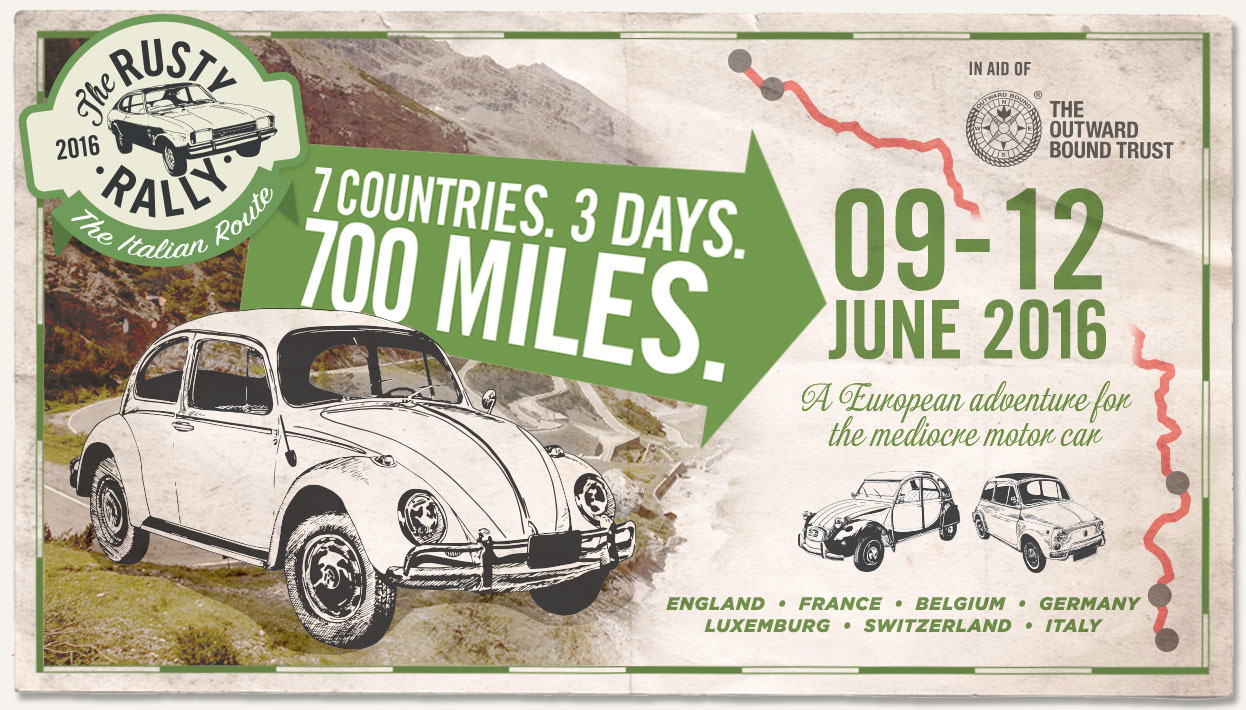 The RUSTY
2016
• RALLY •
The Italian Route
7 COUNTRIES. 3 DAYS.
700 MILES.
IN AID OF
OUTWARD BOUND
®
THE
OUTWARD
BOUND TRUST
09-12
JUNE 2016
A European adventure for
the mediocre motor car
ENGLAND • FRANCE • BELGIUM • GERMANY
LUXEMBURG • SWITZERLAND • ITALY